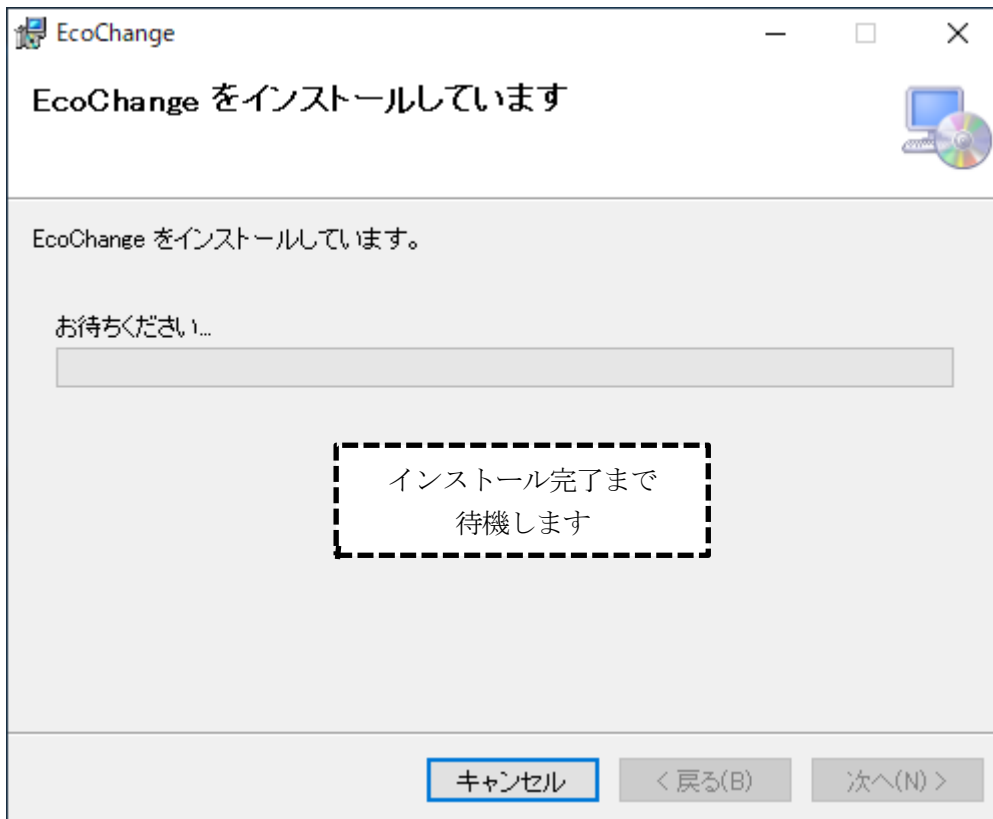 EcoChange
EcoChange をインストールしています
EcoChange をインストールしています。
お待ちください...
インストール完了まで
待機します
キャンセル
< 戻る(B)
次へ(N) >